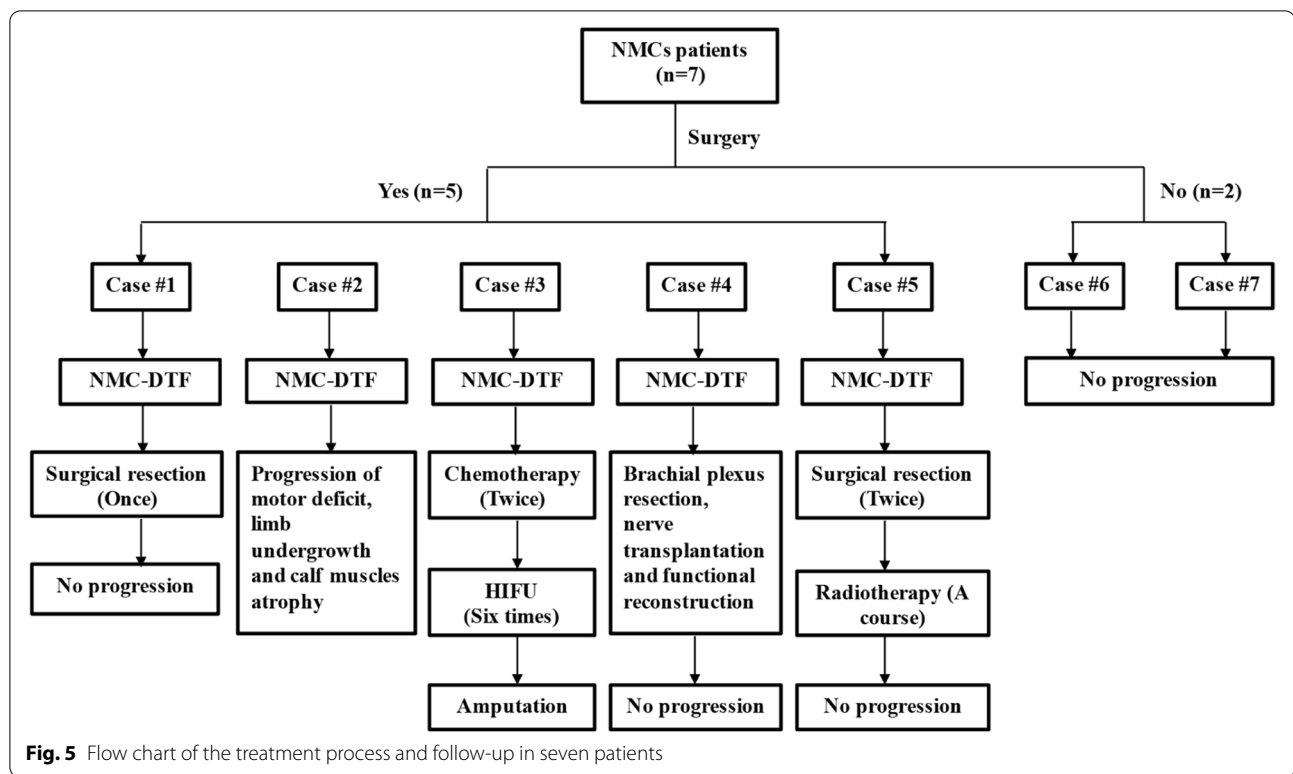 NMCs patients
(n=7)
Surgery
Yes (n=5)
No (n=2)
Case #1
Case #2
Case #3
Case #4
Case #5
Case #6
Case #7
NMC-DTF
NMC-DTF
NMC-DTF
NMC-DTF
NMC-DTF
No progression
Surgical resection
(Once)
Progression of
motor deficit,
limb
undergrowth
and calf muscles
atrophy
Chemotherapy
(Twice)
Brachial plexus
resection,
nerve
transplantation
and functional
reconstruction
Surgical resection
(Twice)
No progression
HIFU
(Six times)
Radiotherapy (A
course)
Amputation
No progression
No progression
Fig. 5 Flow chart of the treatment process and follow-up in seven patients